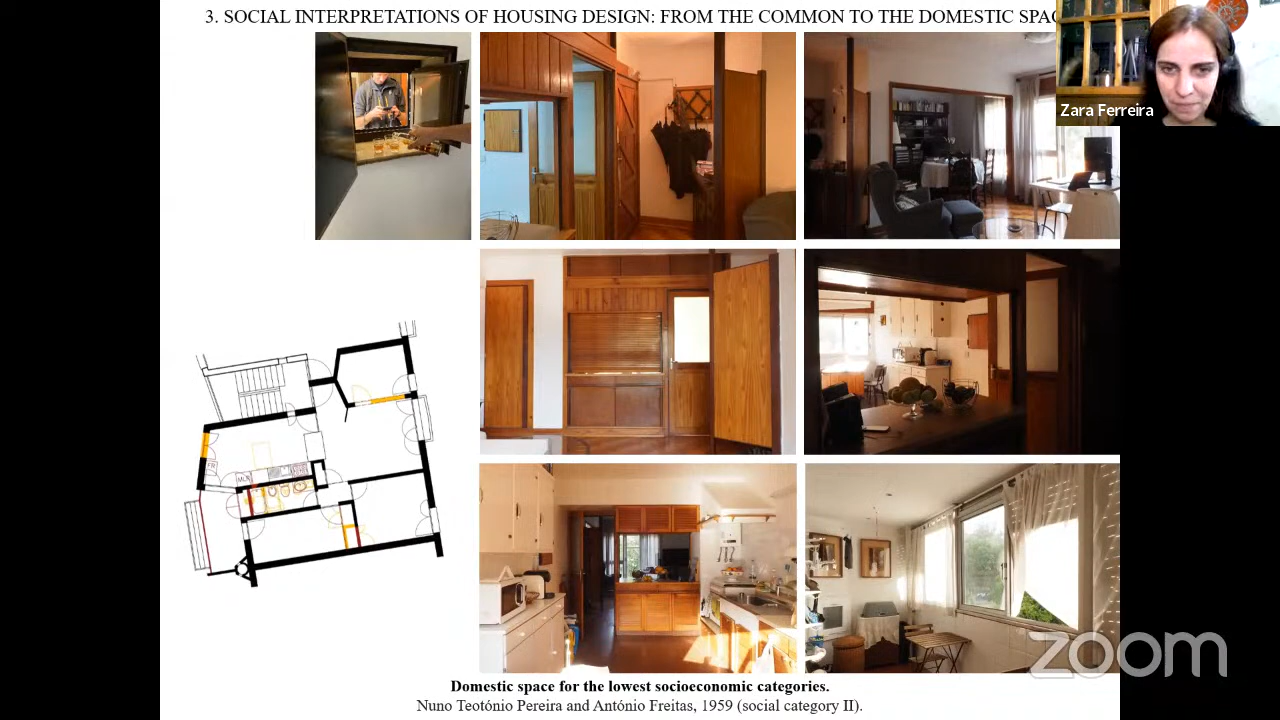 3. SOCIAL INTERPRETATIONS OF HOUSING DESIGN: FROM THE COMMON TO THE DOMESTIC
Zara Ferreira
zoom
Domestic space for the lowest socioeconomic categories.
Nuno Teotónio Pereira and António Freitas, 1959 (social category II).